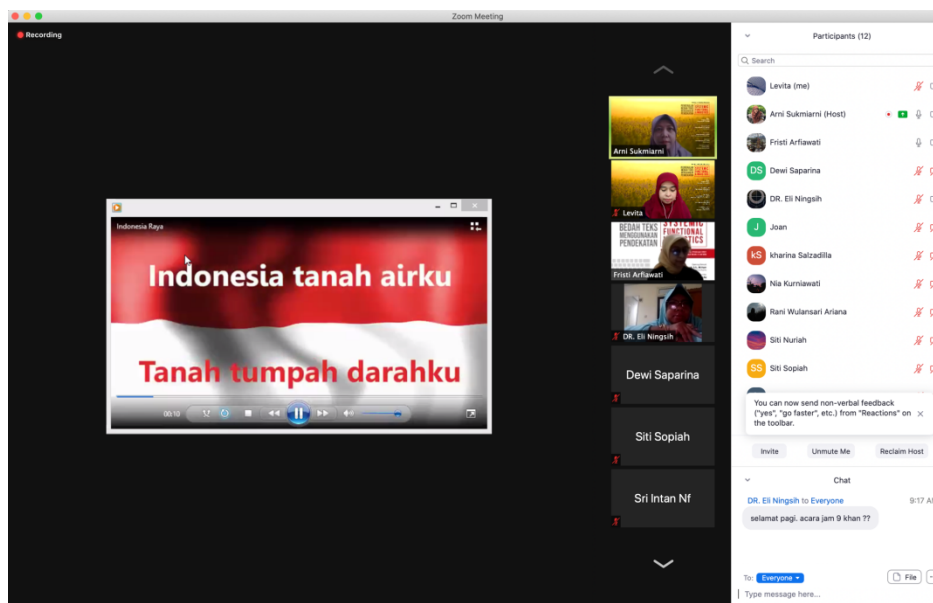 Zoom Meeting
Recording
Indonesia Raya
Indonesia tanah airku
Tanah tumpah darahku
00:10
Arni Sukmiarni
Levita
BEDAH TEKS
MENGGUNAKAN
PENDEKATAN
SYSTEMIC
FUNCTIONAL
Fristi Arfiawati
DR. Eli Ningsih
Dewi Saparina
Siti Sopiah
Sri Intan Nf
Participants (12)
Search
Levita (me)
Arni Sukmiarni (Host)
Fristi Arfiawati
DS
Dewi Saparina
DR. Eli Ningsih
J
Joan
kS
kharina Salzadilla
Nia Kurniawati
Rani Wulansari Ariana
Siti Nuriah
SS
Siti Sopiah
You can now send non-verbal feedback
("yes", "go faster", etc.) from "Reactions" on
the toolbar.
Invite
Unmute Me
Reclaim Host
Chat
DR. Eli Ningsih to Everyone
9:17
selamat pagi. acara jam 9 khan ??
To: Everyone
File
Type message here...